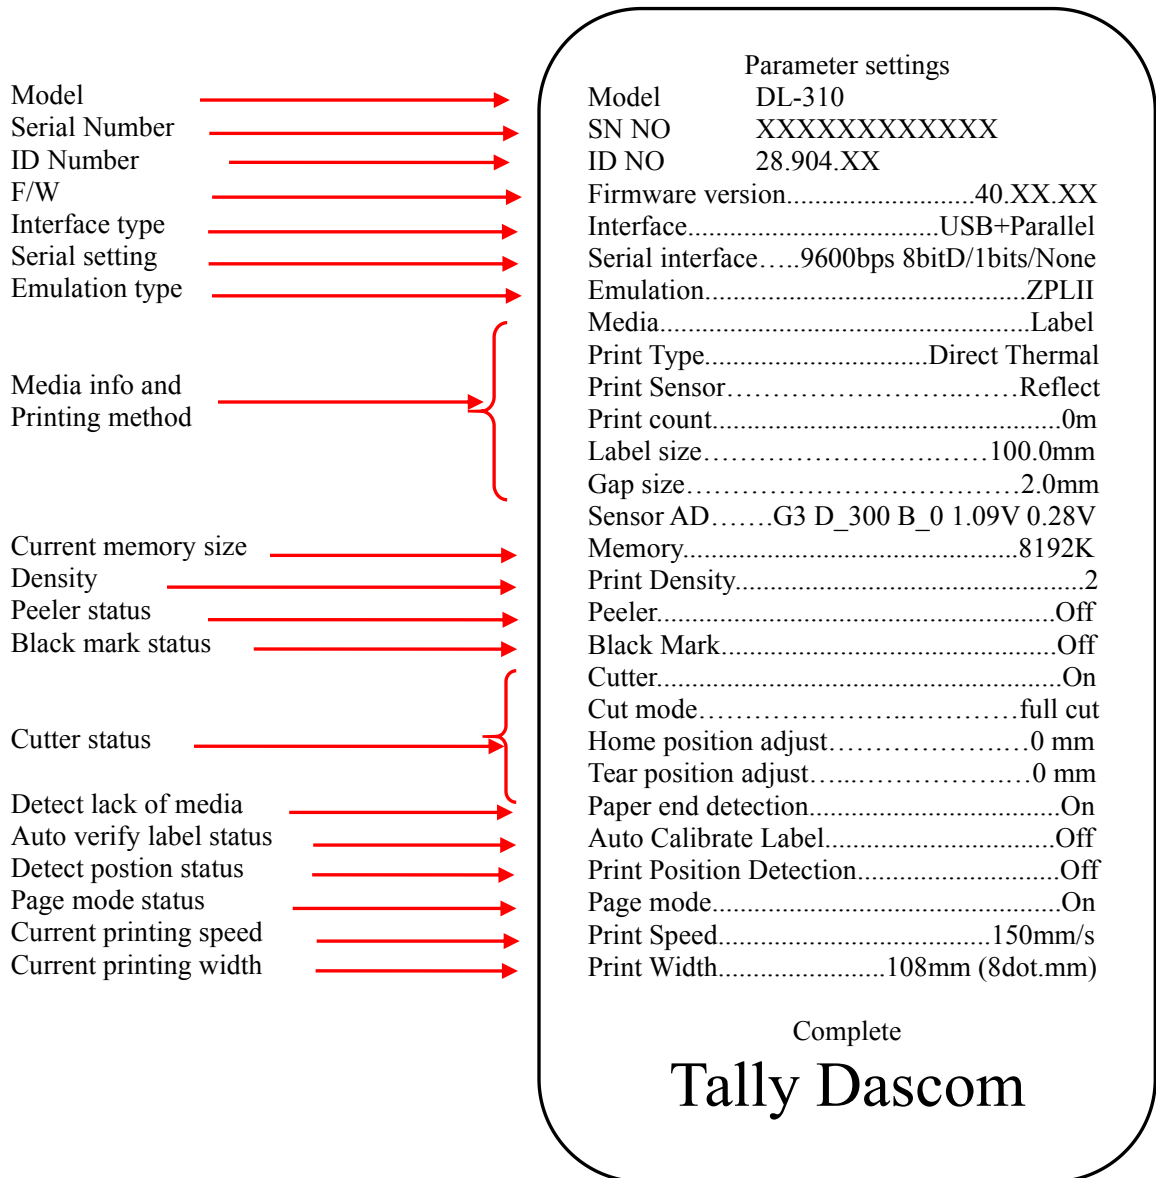 Parameter settings
Model
Model DL-310
Serial Number
SN NO XXXXXXXXXXXX
ID Number
ID NO 28.904.XX
F/W
Firmware version...........................40.XX.XX
Interface type
Interface...................................USB+Parallel
Serial setting
Serial interface…..9600bps 8bitD/1bits/None
Emulation type
Emulation.............................................ZPLII
Media....................................................Label
Print Type...............................Direct Thermal
Media info and
Printing method
Print Sensor……………………..……Reflect
Print count.................................................0m
Label size…………………………100.0mm
Gap size………………………………2.0mm
Sensor AD…….G3 D_300 B_0 1.09V 0.28V
Current memory size
Memory...............................................8192K
Density
Print Density.................................................2
Peeler status
Peeler........................................................Off
Black mark status
Black Mark...............................................Off
Cutter.........................................................On
Cut mode…………………..…………full cut
Cutter status
Home position adjust……………….…0 mm
Tear position adjust…...………………0 mm
Detect lack of media
Paper end detection...................................On
Auto verify label status
Auto Calibrate Label................................Off
Detect postion status
Print Position Detection............................Off
Page mode status
Page mode.................................................On
Current printing speed
Print Speed......................................150mm/s
Current printing width
Print Width.......................108mm (8dot.mm)
Complete
Tally Dascom